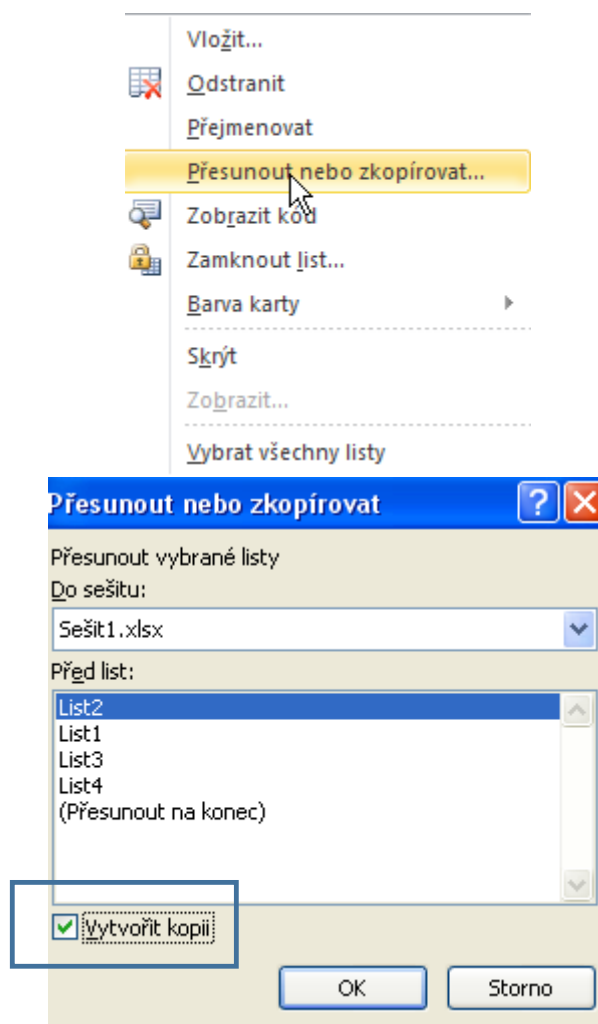 Vložit...
Odstranit
Přejmenovat
Přesunout nebo zkopírovat...
Zobrazit kód
Zamknout list...
Barva karty
Skrýt
Zobrazit...
Vybrat všechny listy
Přesunout nebo zkopírovat
Přesunout vybrané listy
Do sešitu:
Sešit1.xlsx
Před list:
List2
List1
List3
List4
(Přesunout na konec)
Vytvořit kopii
OK Storno